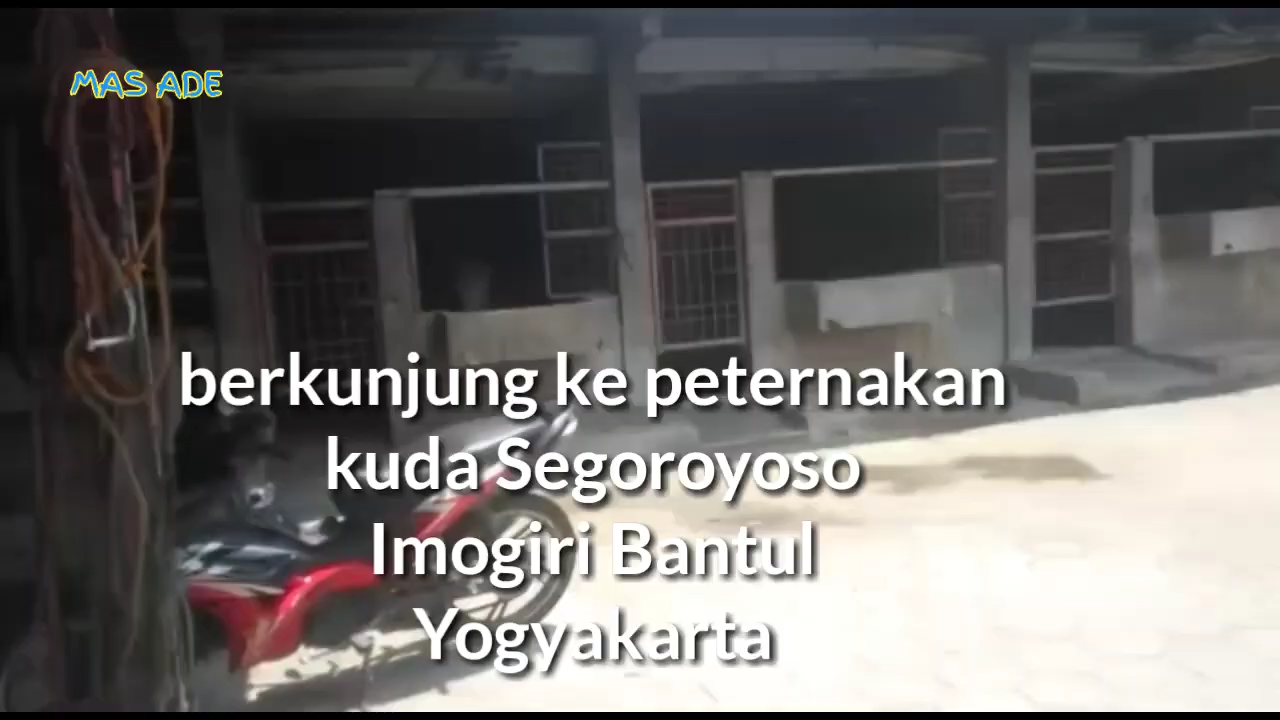 MAS ADE
berkunjung ke peternakan
kuda Segoroyoso
Imogiri Bantul
Yogyakarta